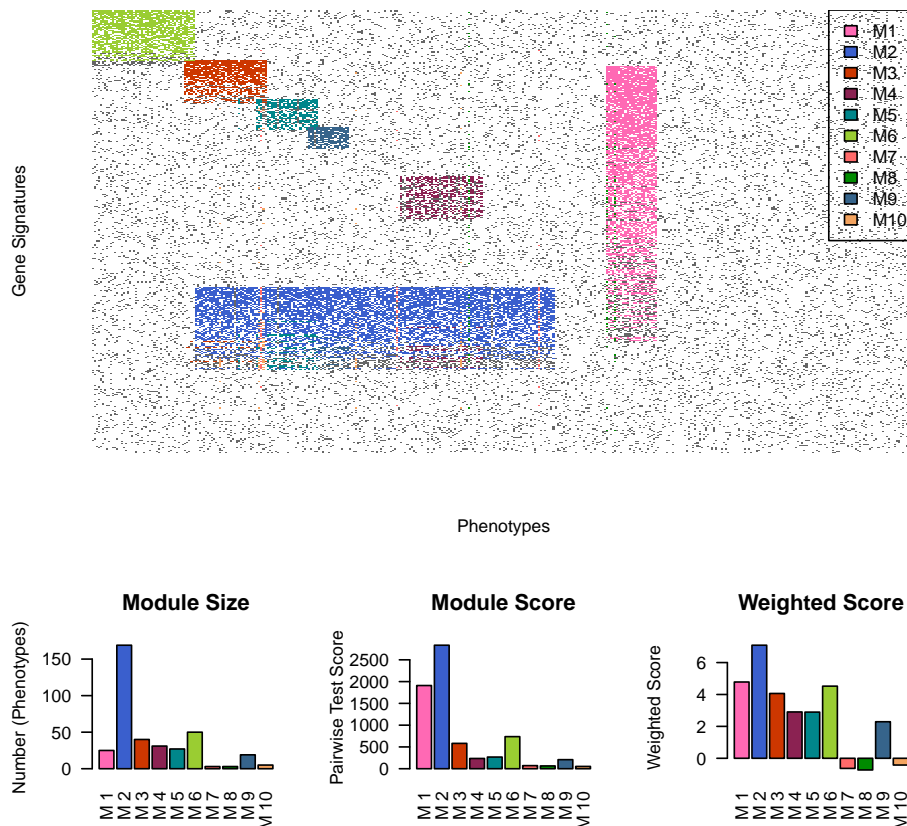 M1
M2
M3
M4
M5
M6
M7
M8
M9
M10
Gene Signatures
Phenotypes
Module Size
Number (Phenotypes)
150
100
50
0
M 1
M 2
M 3
M 4
M 5
M 6
M 7
M 8
M 9
M 10
Module Score
Pairwise Test Score
2500
2000
1500
1000
500
0
M 1
M 2
M 3
M 4
M 5
M 6
M 7
M 8
M 9
M 10
Weighted Score
Weighted Score
6
4
2
0
M 1
M 2
M 3
M 4
M 5
M 6
M 7
M 8
M 9
M 10